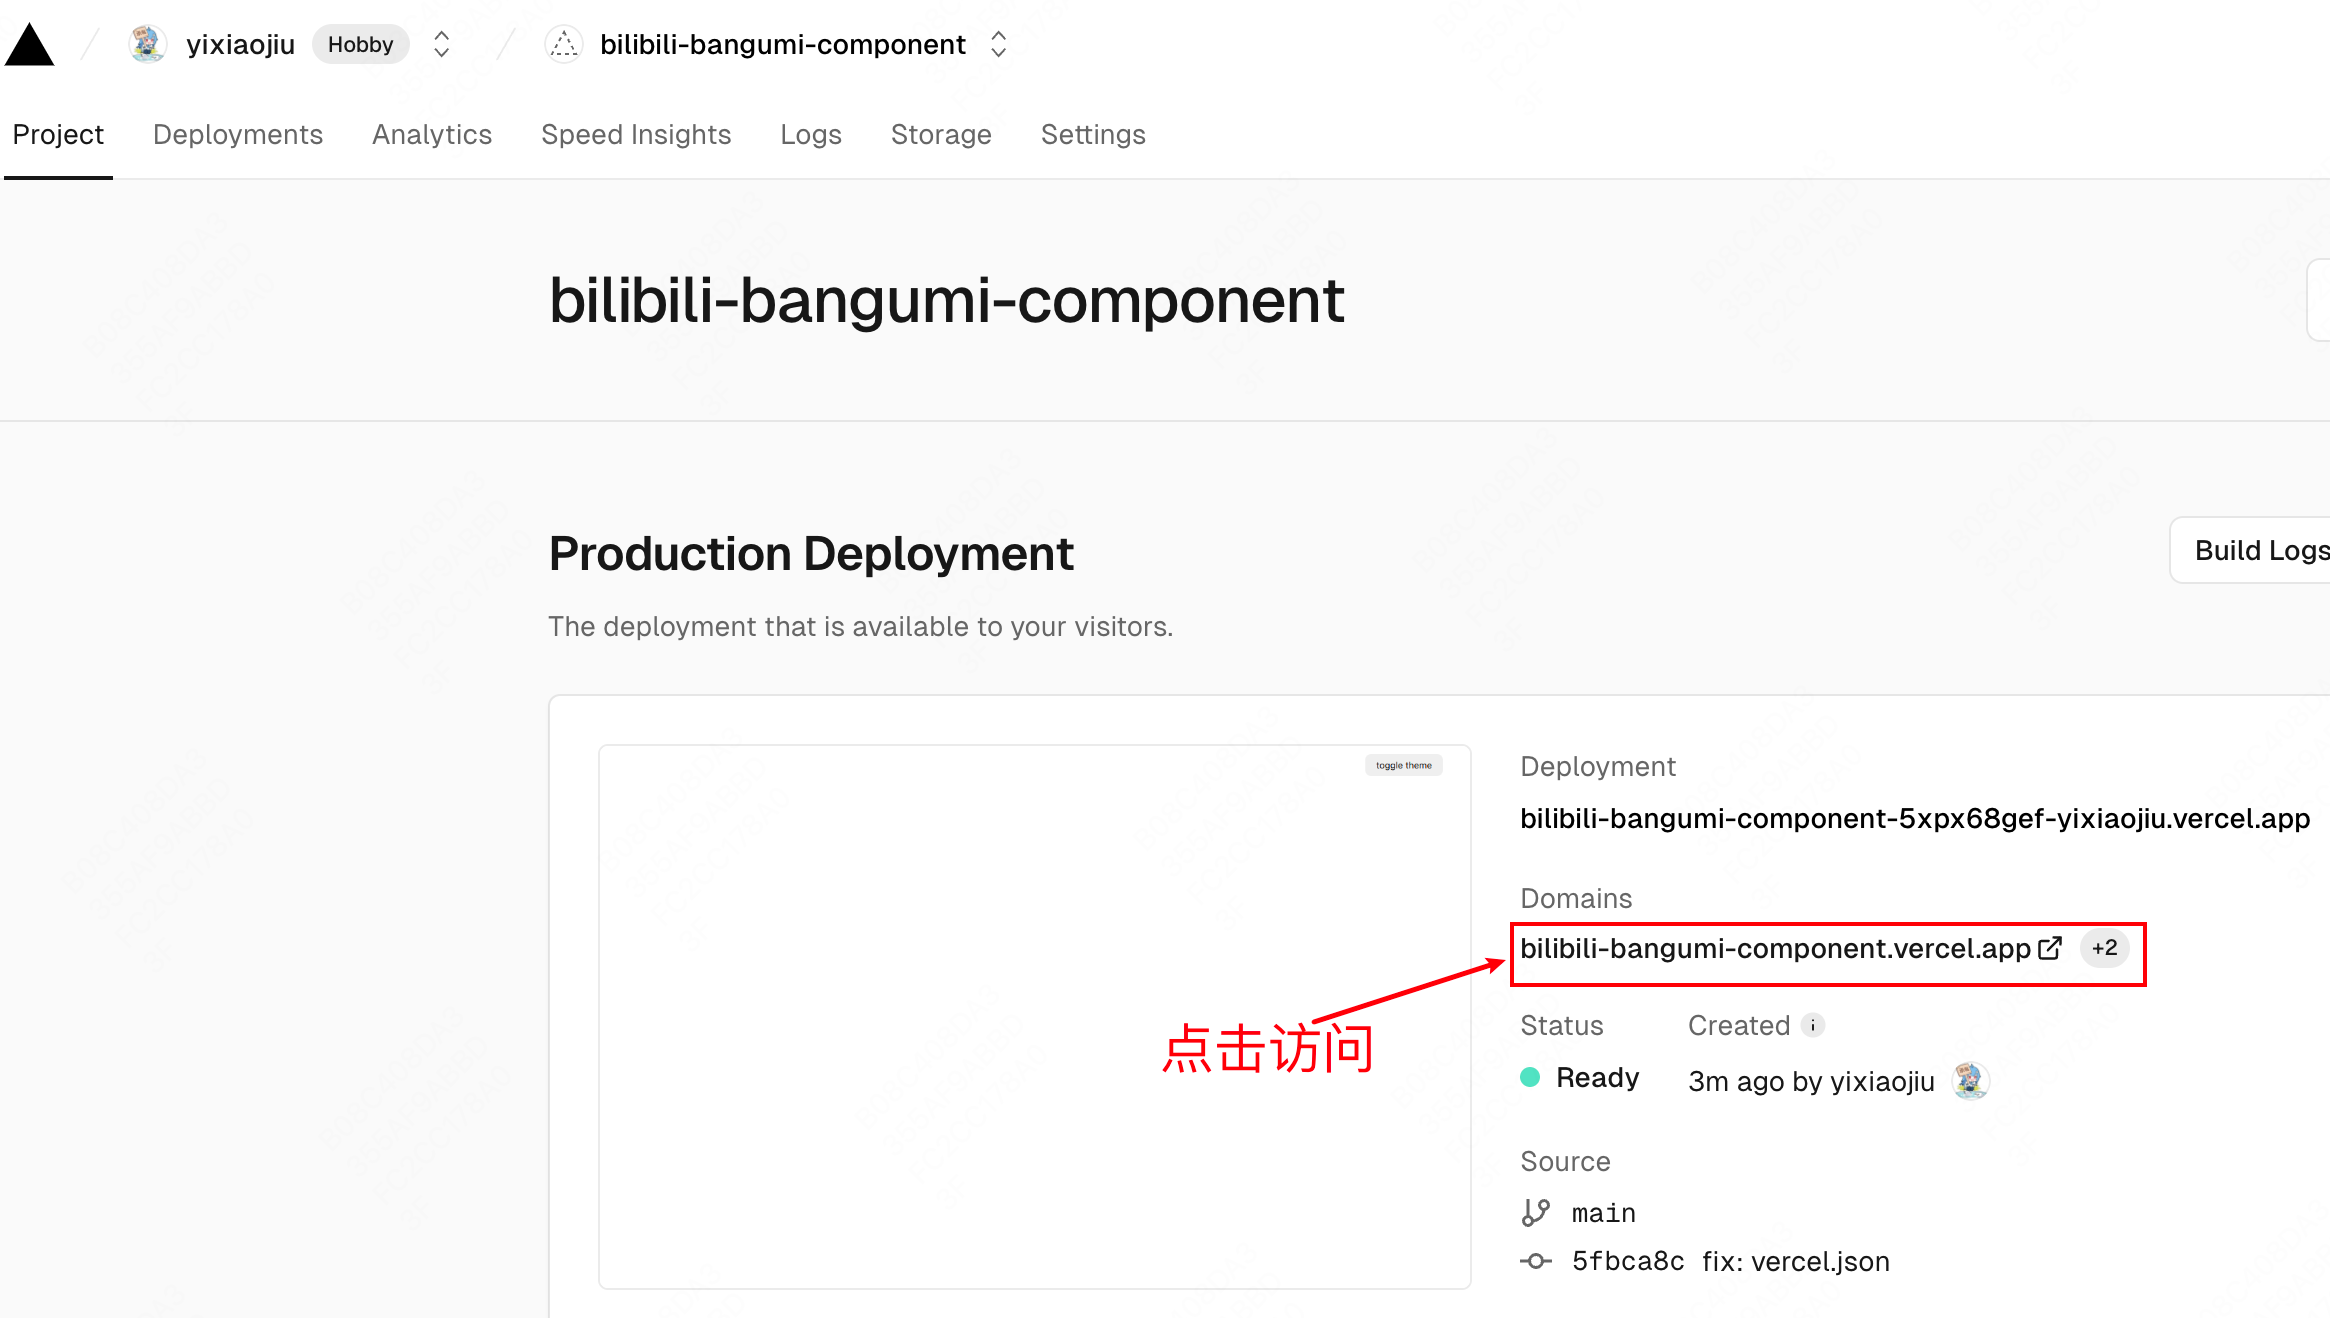 yixiaojiu Hobby bilibili-bangumi-component
Project Deployments Analytics Speed Insights Logs Storage Settings
bilibili-bangumi-component
Production Deployment
Build Logs
The deployment that is available to your visitors.
toggle theme
Deployment
bilibili-bangumi-component-5xpx68gef-yixiaojiu.vercel.app
Domains
bilibili-bangumi-component.vercel.app +2
点击访问
Status Created
Ready 3m ago by yixiaojiu
Source
main
5fbca8c fix: vercel.json